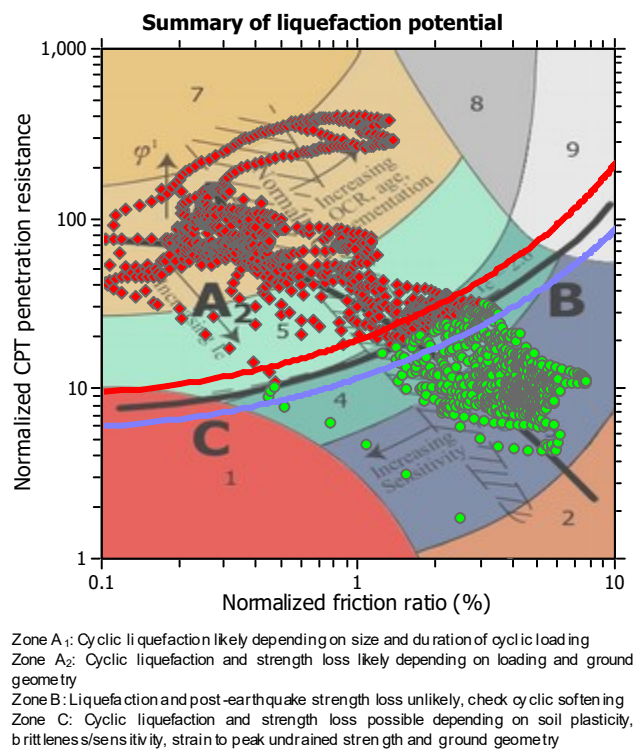 Summary of liquefaction potential
1,000
7
8
9
φ'
Increasing
OCR, age,
cementation
100
A2
5
B
Normalized CPT penetration resistance
10
4
C
1
Increasing
Sensitivity
2
1
0.1
1
10
Normalized friction ratio (%)
Zone A1: Cyclic liquefaction likely depending on size and duration of cyclic loading
Zone A2: Cyclic liquefaction and strength loss likely depending on loading and ground
geometry
Zone B: Liquefaction and post-earthquake strength loss unlikely, check cyclic softening
Zone C: Cyclic liquefaction and strength loss possible depending on soil plasticity,
brittleness/sensitivity, strain to peak undrained strength and ground geometry